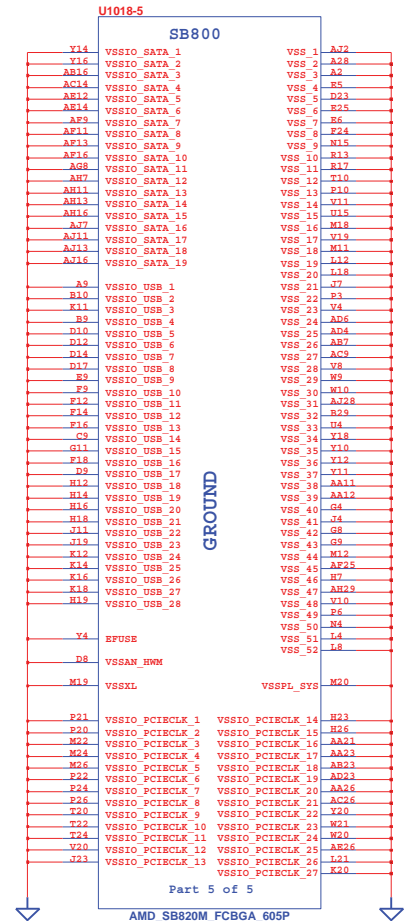 U1018-5
SB800
Y14 VSSIO_SATA_1 VSS_1 AJ2
Y16 VSSIO_SATA_2 VSS_2 A28
AB16 VSSIO_SATA_3 VSS_3 A2
AC14 VSSIO_SATA_4 VSS_4 E5
AE12 VSSIO_SATA_5 VSS_5 D23
AE14 VSSIO_SATA_6 VSS_6 E25
AF9 VSSIO_SATA_7 VSS_7 E6
AF11 VSSIO_SATA_8 VSS_8 F24
AF13 VSSIO_SATA_9 VSS_9 N15
AF16 VSSIO_SATA_10 VSS_10 R13
AG8 VSSIO_SATA_11 VSS_11 R17
AH7 VSSIO_SATA_12 VSS_12 T10
AH11 VSSIO_SATA_13 VSS_13 P10
AH13 VSSIO_SATA_14 VSS_14 V11
AH16 VSSIO_SATA_15 VSS_15 U15
AJ7 VSSIO_SATA_16 VSS_16 M18
AJ11 VSSIO_SATA_17 VSS_17 V19
AJ13 VSSIO_SATA_18 VSS_18 M11
AJ16 VSSIO_SATA_19 VSS_19 L12
VSS_20 L18
A9 VSSIO_USB_1 VSS_21 J7
B10 VSSIO_USB_2 VSS_22 P3
K11 VSSIO_USB_3 VSS_23 V4
B9 VSSIO_USB_4 VSS_24 AD6
D10 VSSIO_USB_5 VSS_25 AD4
D12 VSSIO_USB_6 VSS_26 AB7
D14 VSSIO_USB_7 VSS_27 AC9
D17 VSSIO_USB_8 VSS_28 V8
E9 VSSIO_USB_9 VSS_29 W9
F9 VSSIO_USB_10 VSS_30 W10
F12 VSSIO_USB_11 VSS_31 AJ28
F14 VSSIO_USB_12 VSS_32 B29
F16 VSSIO_USB_13 VSS_33 U4
C9 VSSIO_USB_14 VSS_34 Y18
G11 VSSIO_USB_15 VSS_35 Y10
F18 VSSIO_USB_16 VSS_36 Y12
D9 VSSIO_USB_17 VSS_37 Y11
H12 VSSIO_USB_18 VSS_38 AA11
H14 VSSIO_USB_19 VSS_39 AA12
H16 VSSIO_USB_20 VSS_40 G4
H18 VSSIO_USB_21 VSS_41 J4
J11 VSSIO_USB_22 VSS_42 G8
J19 VSSIO_USB_23 VSS_43 G9
K12 VSSIO_USB_24 VSS_44 M12
K14 VSSIO_USB_25 VSS_45 AF25
K16 VSSIO_USB_26 VSS_46 H7
K18 VSSIO_USB_27 VSS_47 AH29
H19 VSSIO_USB_28 VSS_48 V10
VSS_49 P6
VSS_50 N4
Y4 EFUSE VSS_51 L4
VSS_52 L8
D8 VSSAN_HWM
M19 VSSXL VSSPL_SYS M20
P21 VSSIO_PCIECLK_1 VSSIO_PCIECLK_14 H23
P20 VSSIO_PCIECLK_2 VSSIO_PCIECLK_15 H26
M22 VSSIO_PCIECLK_3 VSSIO_PCIECLK_16 AA21
M24 VSSIO_PCIECLK_4 VSSIO_PCIECLK_17 AA23
M26 VSSIO_PCIECLK_5 VSSIO_PCIECLK_18 AB23
P22 VSSIO_PCIECLK_6 VSSIO_PCIECLK_19 AD23
P24 VSSIO_PCIECLK_7 VSSIO_PCIECLK_20 AA26
P26 VSSIO_PCIECLK_8 VSSIO_PCIECLK_21 AC26
T20 VSSIO_PCIECLK_9 VSSIO_PCIECLK_22 Y20
T22 VSSIO_PCIECLK_10 VSSIO_PCIECLK_23 W21
T24 VSSIO_PCIECLK_11 VSSIO_PCIECLK_24 W20
V20 VSSIO_PCIECLK_12 VSSIO_PCIECLK_25 AE26
J23 VSSIO_PCIECLK_13 VSSIO_PCIECLK_26 L21
VSSIO_PCIECLK_27 K20
GROUND
Part 5 of 5
AMD_SB820M_FCBGA_605P